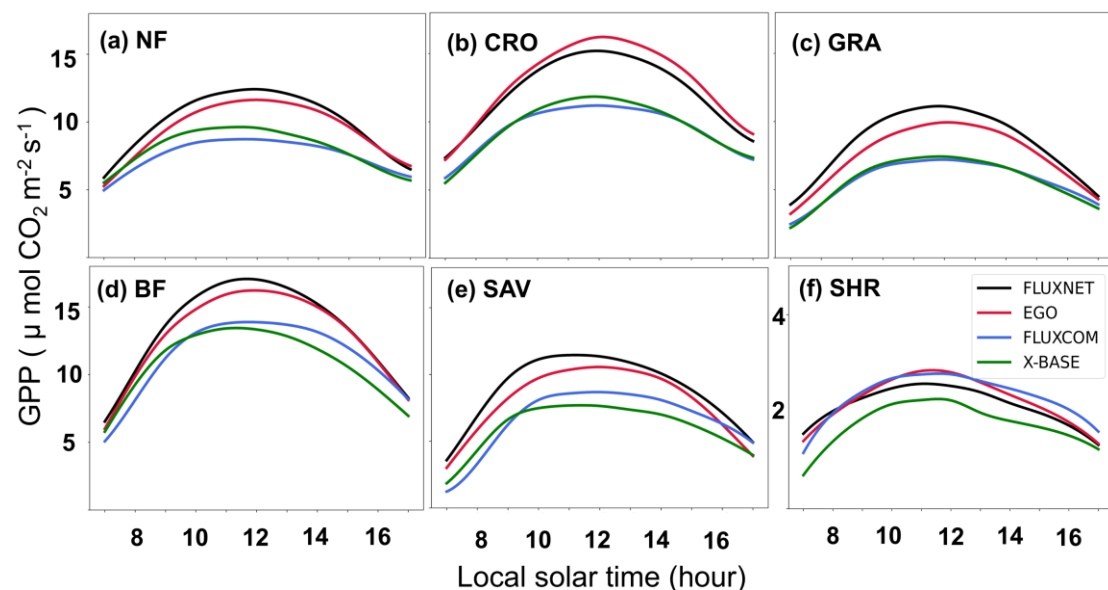 (a) NF
(b) CRO
(c) GRA
15
10
5
(d) BF
(e) SAV
(f) SHR
FLUXNET
EGO
FLUXCOM
X-BASE
15
10
5
4
2
GPP ( μ mol CO₂ m⁻² s⁻¹)
8 10 12 14 16
8 10 12 14 16
8 10 12 14 16
Local solar time (hour)